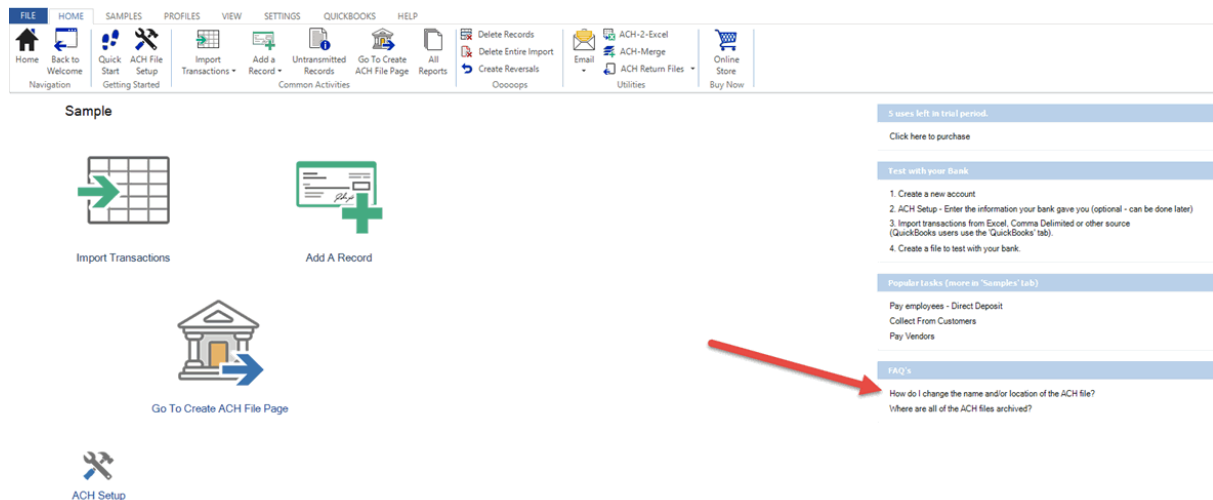 FILE HOME SAMPLES PROFILES VIEW SETTINGS QUICKBOOKS HELP
Home
Back to
Welcome
Navigation
Quick
Start
ACH File
Setup
Getting Started
Import
Transactions
Add a
Record
Untransmitted
Records
Go To Create
ACH File Page
All
Reports
Common Activities
Delete Records
Delete Entire Import
Create Reversals
Ooooops
Email
ACH-2-Excel
ACH-Merge
ACH Return Files
Utilities
Online
Store
Buy Now
Sample
Import Transactions
Add A Record
Go To Create ACH File Page
ACH Setup
5 uses left in trial period.
Click here to purchase
Test with your Bank
1. Create a new account
2. ACH Setup - Enter the information your bank gave you (optional - can be done later)
3. Import transactions from Excel, Comma Delimited or other source
(QuickBooks users use the 'QuickBooks' tab).
4. Create a file to test with your bank.
Popular tasks (more in 'Samples' tab)
Pay employees - Direct Deposit
Collect From Customers
Pay Vendors
FAQ's
How do I change the name and/or location of the ACH file?
Where are all of the ACH files archived?